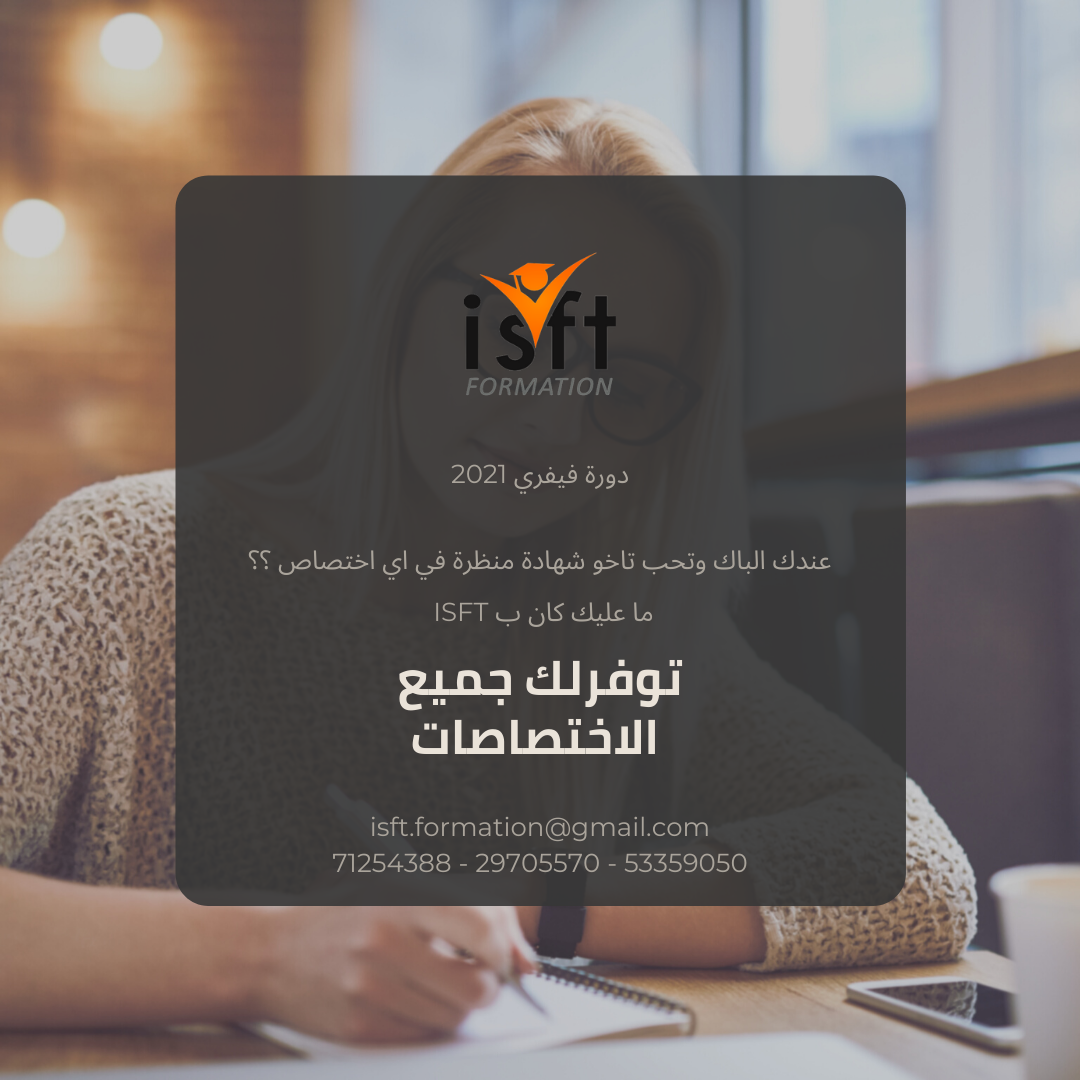 isft
FORMATION
دورة فيفري 2021
عندك الباك وتحب تاخو شهادة منظرة في اي اختصاص ؟؟
ما عليك كان ب ISFT
توفرلك جميع
الاختصاصات
isft.formation@gmail.com
71254388 - 29705570 - 53359050